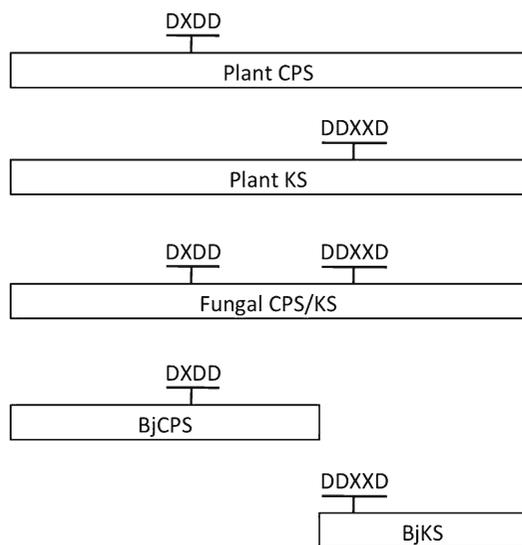 DXDD
Plant CPS
DDXXD
Plant KS
DXDD DDXXD
Fungal CPS/KS
DXDD
BjCPS
DDXXD
BjKS